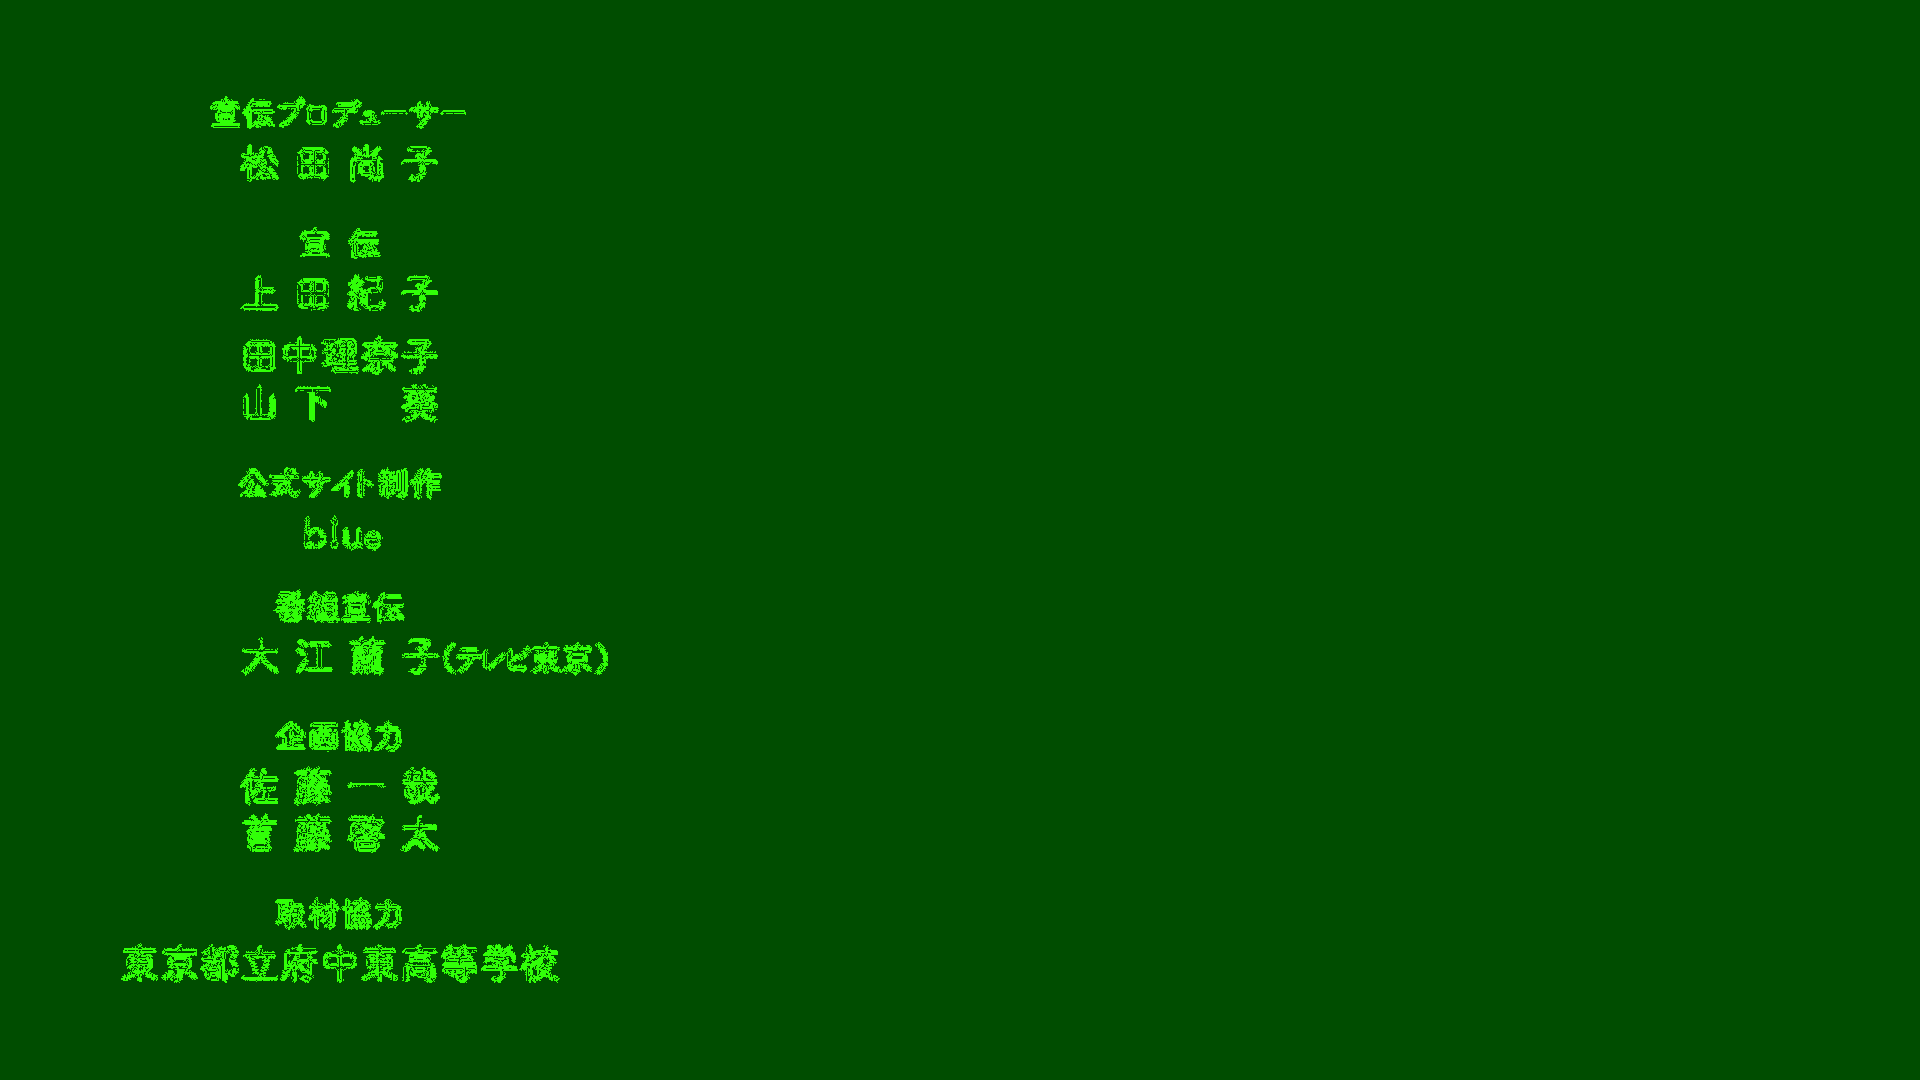 宣伝プロデューサー
松田尚子
宣伝
上田紀子
田中理奈子
山下 葵
公式サイト制作
blue
番組宣伝
大江蘭子(テレビ東京)
企画協力
佐藤一哉
首藤啓太
取材協力
東京都立府中東高等学校